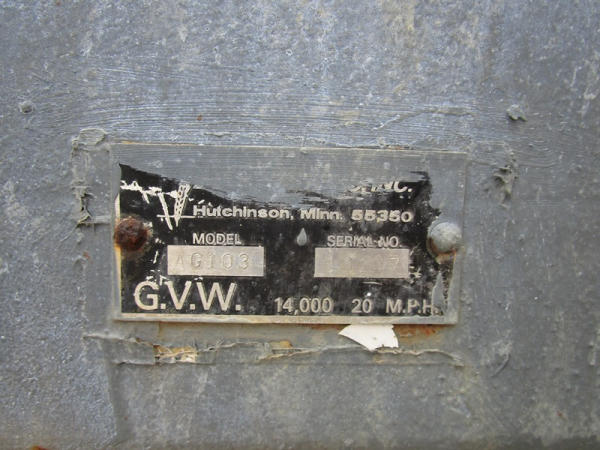 INC.
Hutchinson, Minn. 55350
MODEL SERIAL NO.
AG103
G.V.W. 14,000 20 M.P.H.